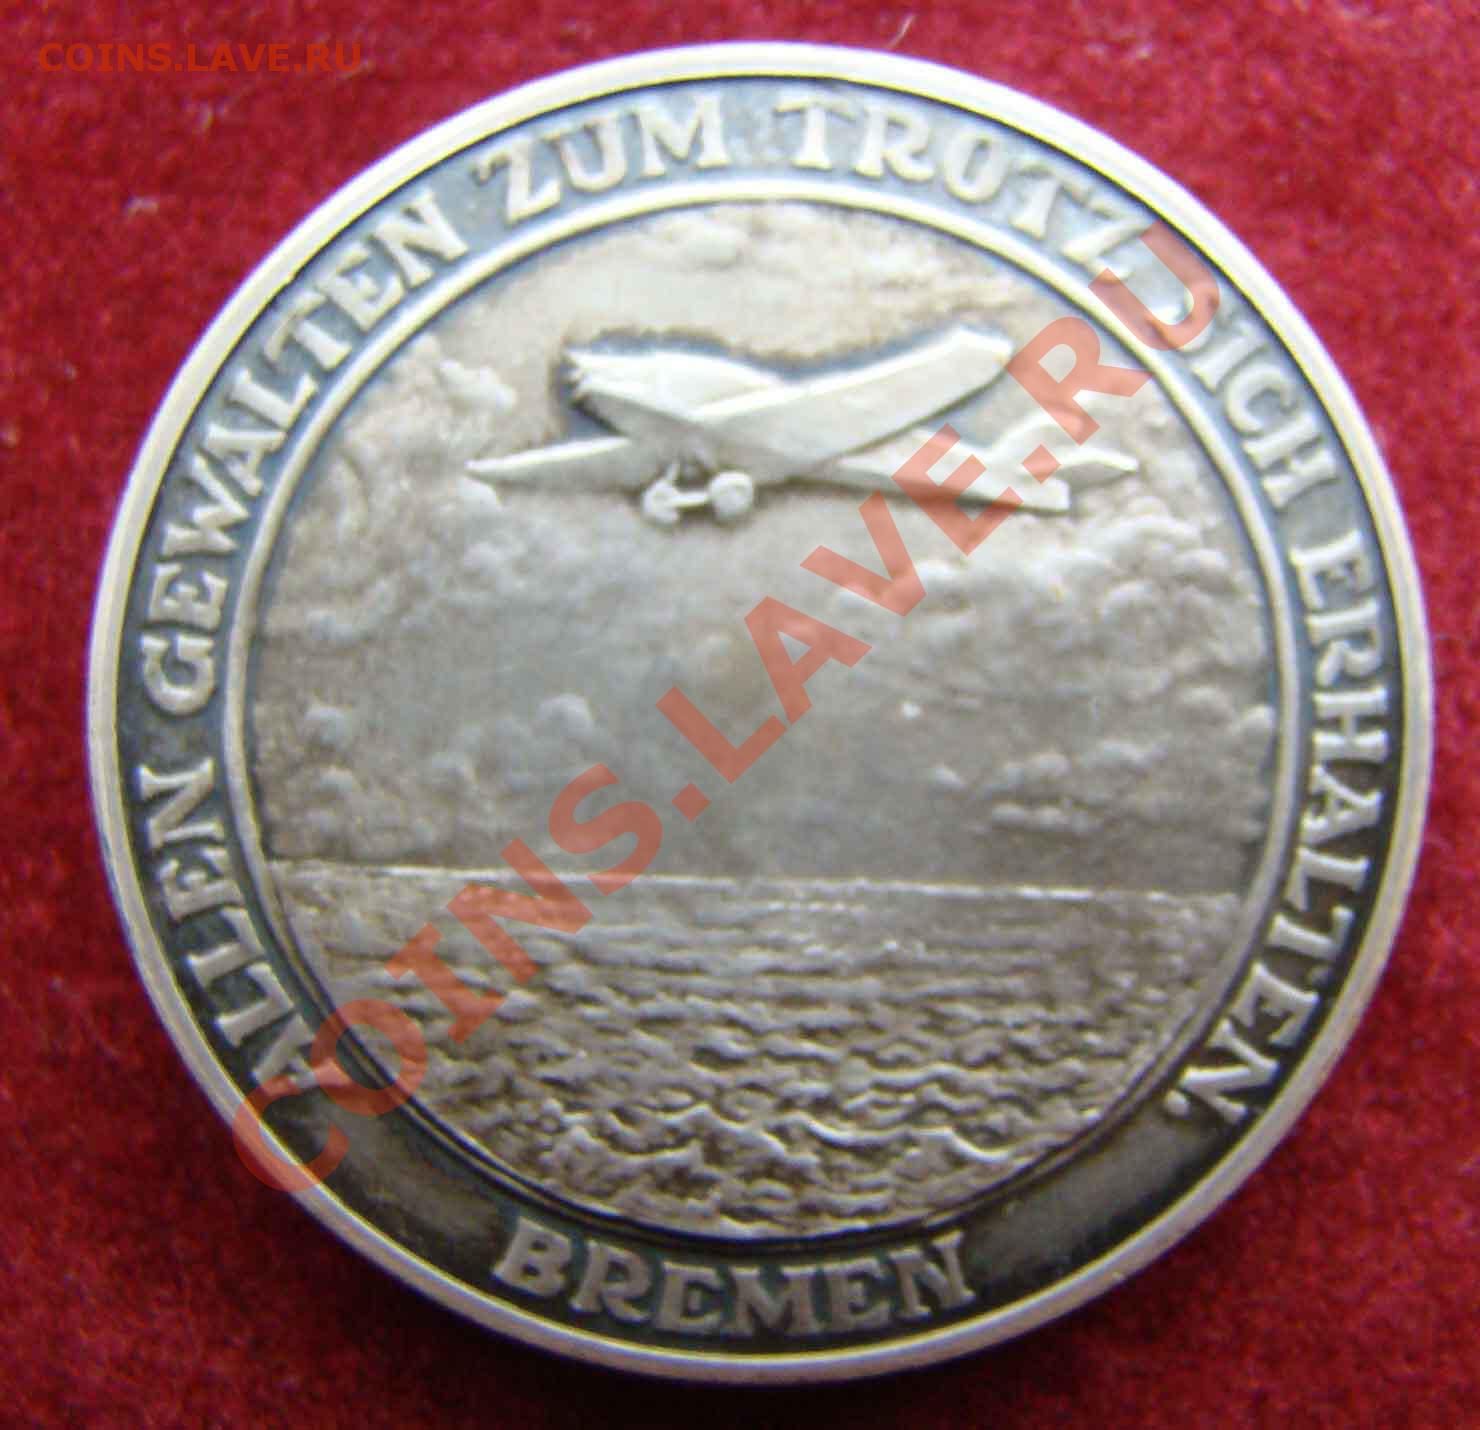 COINS.LAVE.RU
ALLEN GEWALTEN ZUM TROTZ SICH ERHALTEN.
BREMEN
COINS.LAVE.RU